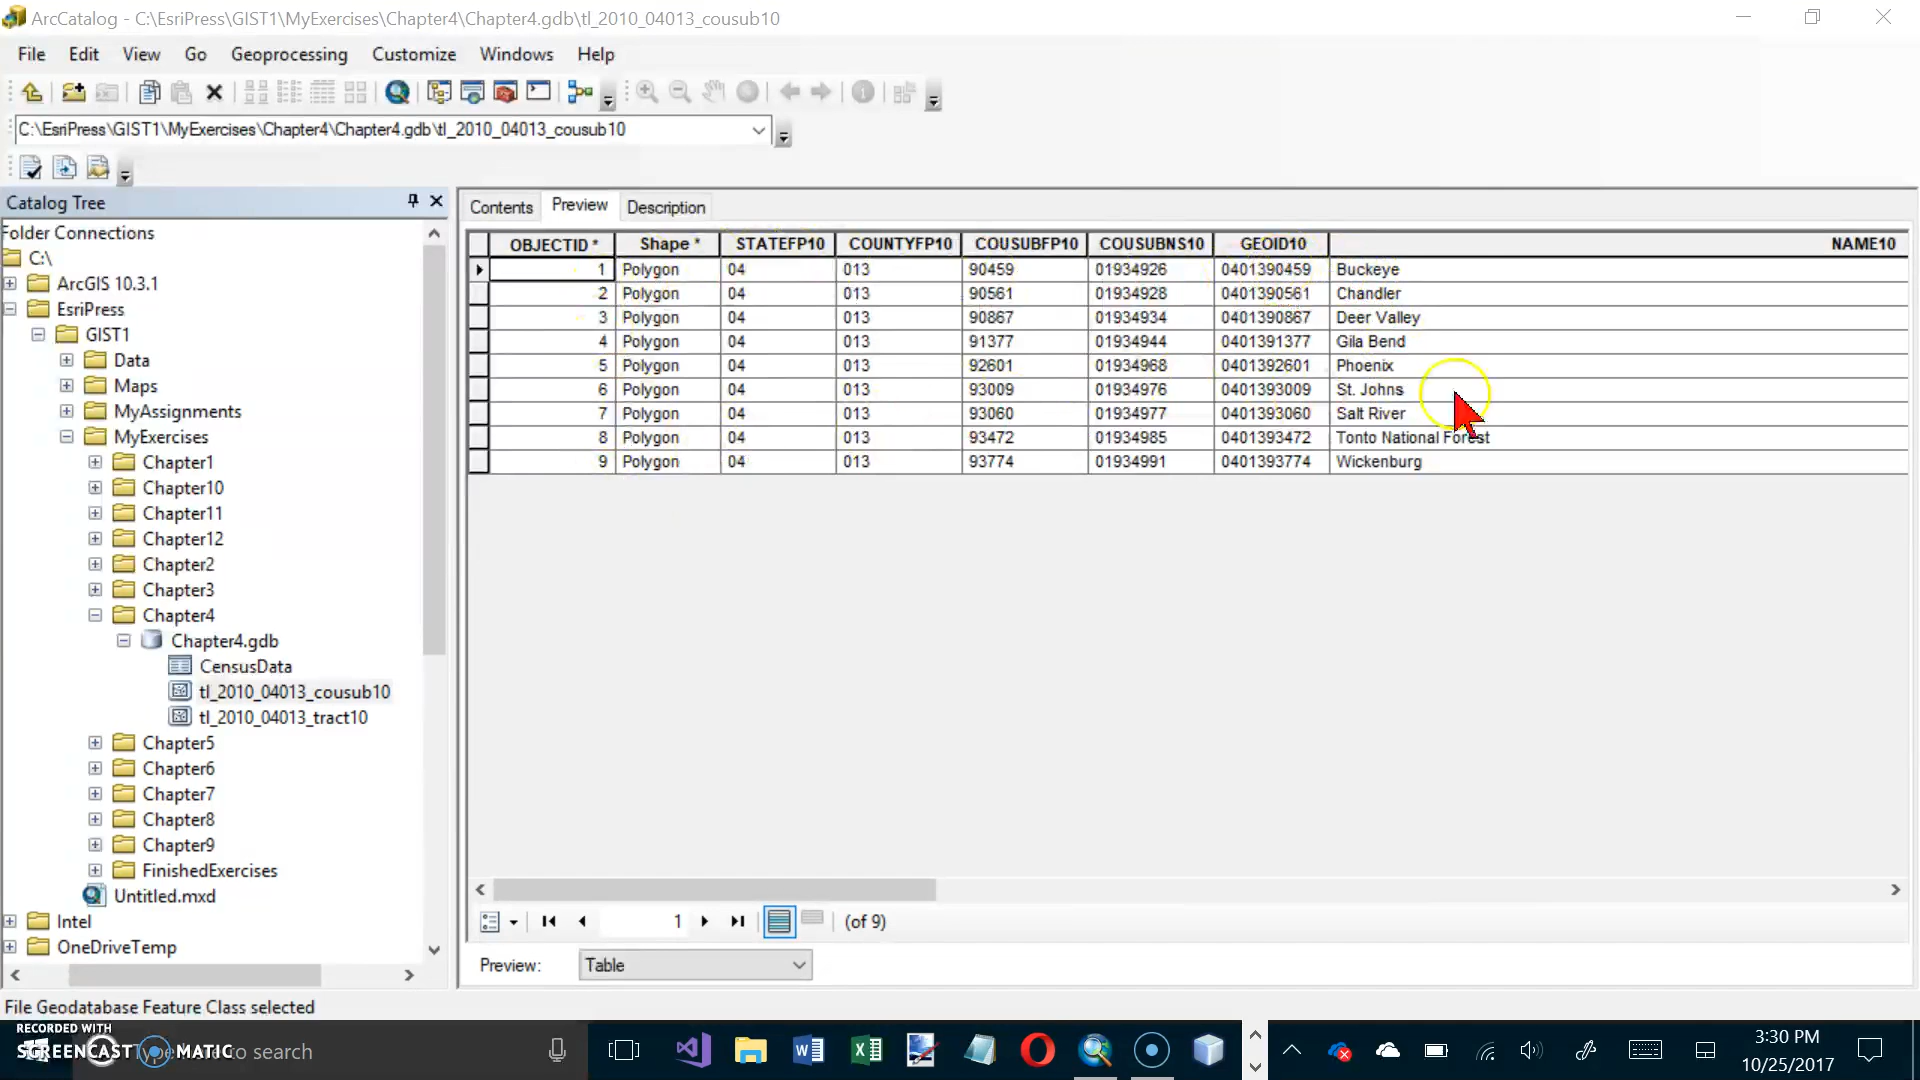 ArcCatalog - C:\EsriPress\GIST1\MyExercises\Chapter4\Chapter4.gdb\tl_2010_04013_cousub10
File Edit View Go Geoprocessing Customize Windows Help
C:\EsriPress\GIST1\MyExercises\Chapter4\Chapter4.gdb\tl_2010_04013_cousub10
Catalog Tree
Folder Connections
C:\
ArcGIS 10.3.1
EsriPress
GIST1
Data
Maps
MyAssignments
MyExercises
Chapter1
Chapter10
Chapter11
Chapter12
Chapter2
Chapter3
Chapter4
Chapter4.gdb
CensusData
tl_2010_04013_cousub10
tl_2010_04013_tract10
Chapter5
Chapter6
Chapter7
Chapter8
Chapter9
FinishedExercises
Untitled.mxd
Intel
OneDriveTemp
Contents Preview Description
OBJECTID * Shape * STATEFP10 COUNTYFP10 COUSUBFP10 COUSUBNS10 GEOID10 NAME10
1 Polygon 04 013 90459 01934926 0401390459 Buckeye
2 Polygon 04 013 90561 01934928 0401390561 Chandler
3 Polygon 04 013 90867 01934934 0401390867 Deer Valley
4 Polygon 04 013 91377 01934944 0401391377 Gila Bend
5 Polygon 04 013 92601 01934968 0401392601 Phoenix
6 Polygon 04 013 93009 01934976 0401393009 St. Johns
7 Polygon 04 013 93060 01934977 0401393060 Salt River
8 Polygon 04 013 93472 01934985 0401393472 Tonto National Forest
9 Polygon 04 013 93774 01934991 0401393774 Wickenburg
1 (of 9)
Preview: Table
File Geodatabase Feature Class selected
RECORDED WITH
SCREENCAST MATIC
to search
3:30 PM
10/25/2017